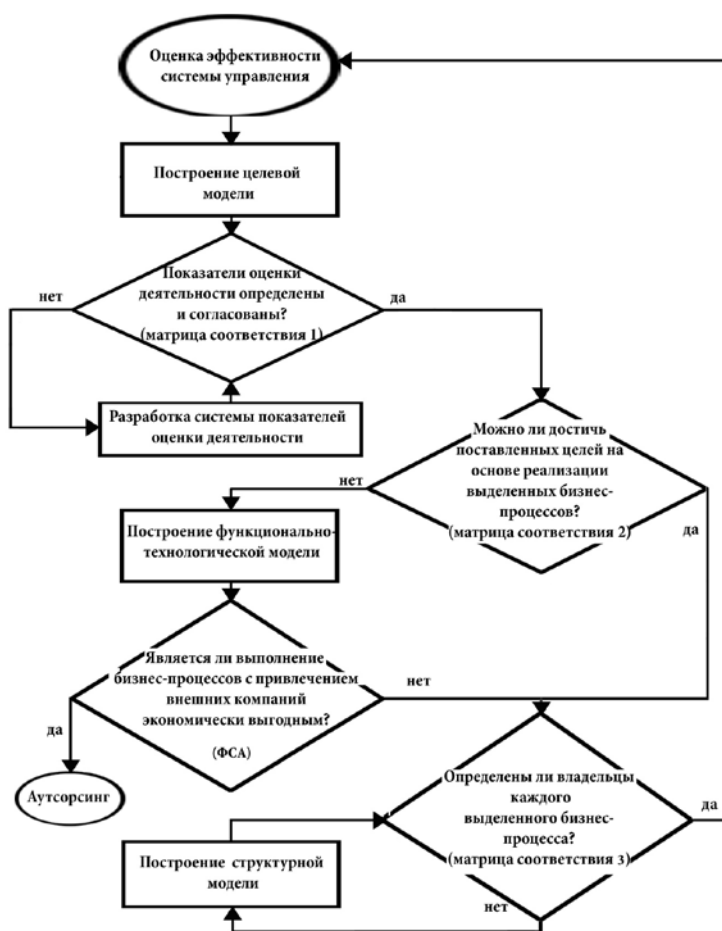 Оценка эффективности
системы управления
Построение целевой
модели
Показатели оценки
деятельности определены
и согласованы?
(матрица соответствия 1)
нет
да
Разработка системы показателей
оценки деятельности
Можно ли достичь
поставленных целей на
основе реализации
выделенных бизнес-
процессов?
(матрица соответствия 2)
нет
да
Построение функционально-
технологической модели
Является ли выполнение
бизнес-процессов с привлечением
внешних компаний
экономически выгодным?
(ФСА)
нет
да
Аутсорсинг
Определены ли владельцы
каждого
выделенного бизнес-
процесса?
(матрица соответствия 3)
да
нет
Построение структурной
модели